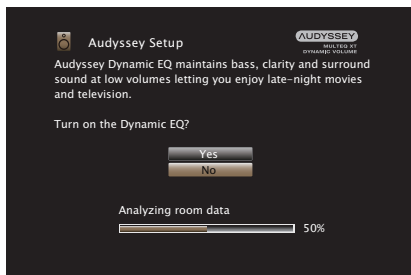 Audyssey Setup
AUDYSSEY
MULTEQ XT
DYNAMIC VOLUME
Audyssey Dynamic EQ maintains bass, clarity and surround
sound at low volumes letting you enjoy late-night movies
and television.
Turn on the Dynamic EQ?
Yes
No
Analyzing room data
50%